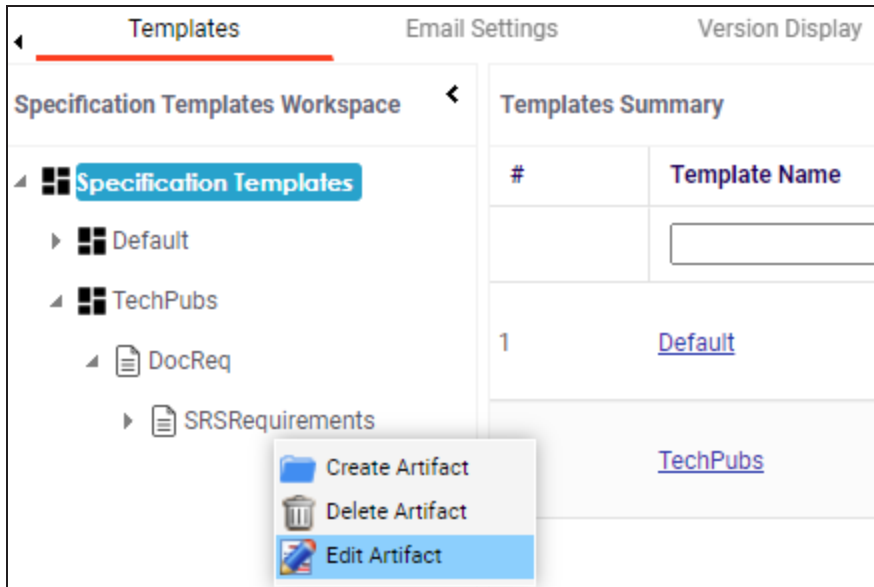 Templates
Email Settings
Version Display
Specification Templates Workspace
Templates Summary
Specification Templates
Default
TechPubs
DocReq
SRSRequirements
Create Artifact
Delete Artifact
Edit Artifact
#
Template Name
1
Default
TechPubs